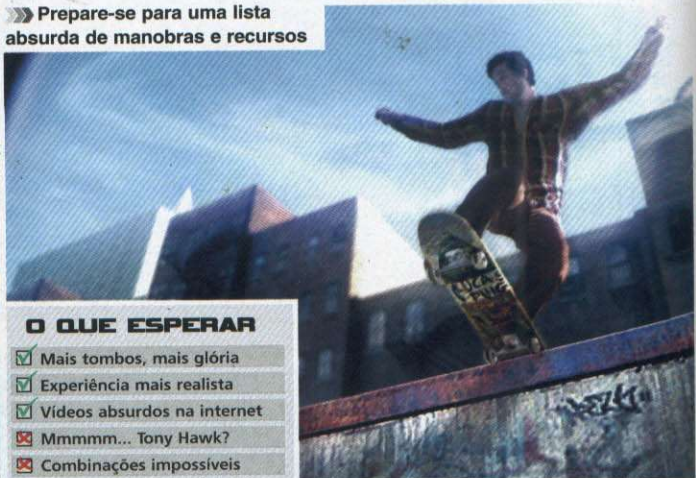 Prepare-se para uma lista
absurda de manobras e recursos
O QUE ESPERAR
Mais tombos, mais glória
Experiência mais realista
Vídeos absurdos na internet
Mmmmm... Tony Hawk?
Combinações impossíveis